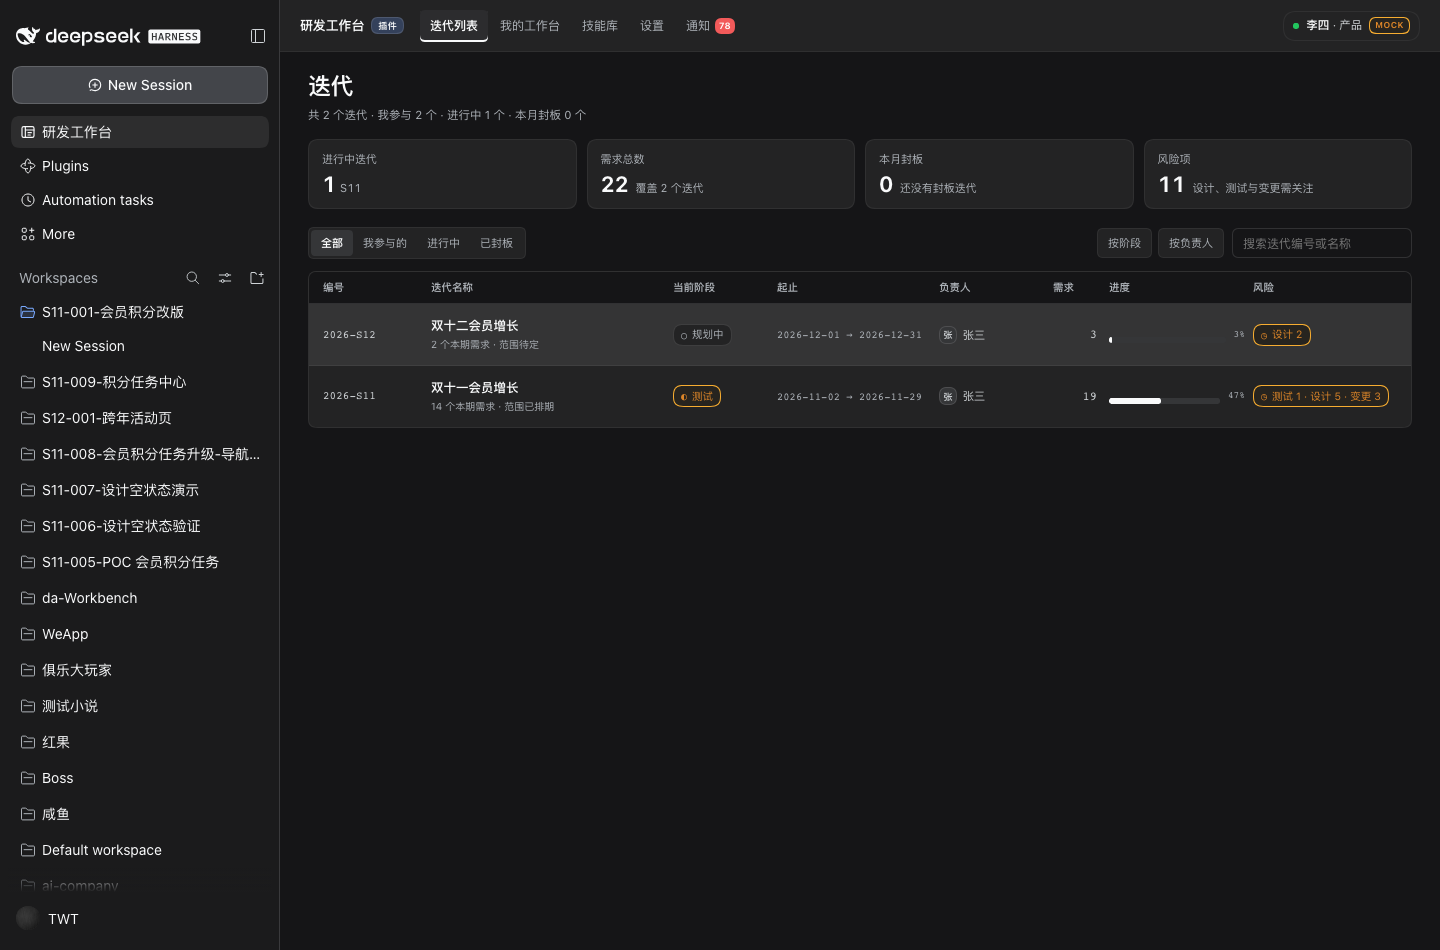 deepseek HARNESS
New Session
研发工作台
Plugins
Automation tasks
More
Workspaces
S11-001-会员积分改版
New Session
S11-009-积分任务中心
S12-001-跨年活动页
S11-008-会员积分任务升级-导航...
S11-007-设计空状态演示
S11-006-设计空状态验证
S11-005-POC 会员积分任务
da-Workbench
WeApp
俱乐大玩家
测试小说
红果
Boss
咸鱼
Default workspace
ai-company
TWT
研发工作台 插件 迭代列表 我的工作台 技能库 设置 通知 78 李四 · 产品 MOCK
迭代
共 2 个迭代 · 我参与 2 个 · 进行中 1 个 · 本月封板 0 个
进行中迭代
1 S11
需求总数
22 覆盖 2 个迭代
本月封板
0 还没有封板迭代
风险项
11 设计、测试与变更需关注
全部 我参与的 进行中 已封板 按阶段 按负责人 搜索迭代编号或名称
编号 迭代名称 当前阶段 起止 负责人 需求 进度 风险
2026-S12 双十二会员增长 规划中 2026-12-01 → 2026-12-31 张 张三 3 3% 设计 2
2 个本期需求 · 范围待定
2026-S11 双十一会员增长 测试 2026-11-02 → 2026-11-29 张 张三 19 47% 测试 1 · 设计 5 · 变更 3
14 个本期需求 · 范围已排期